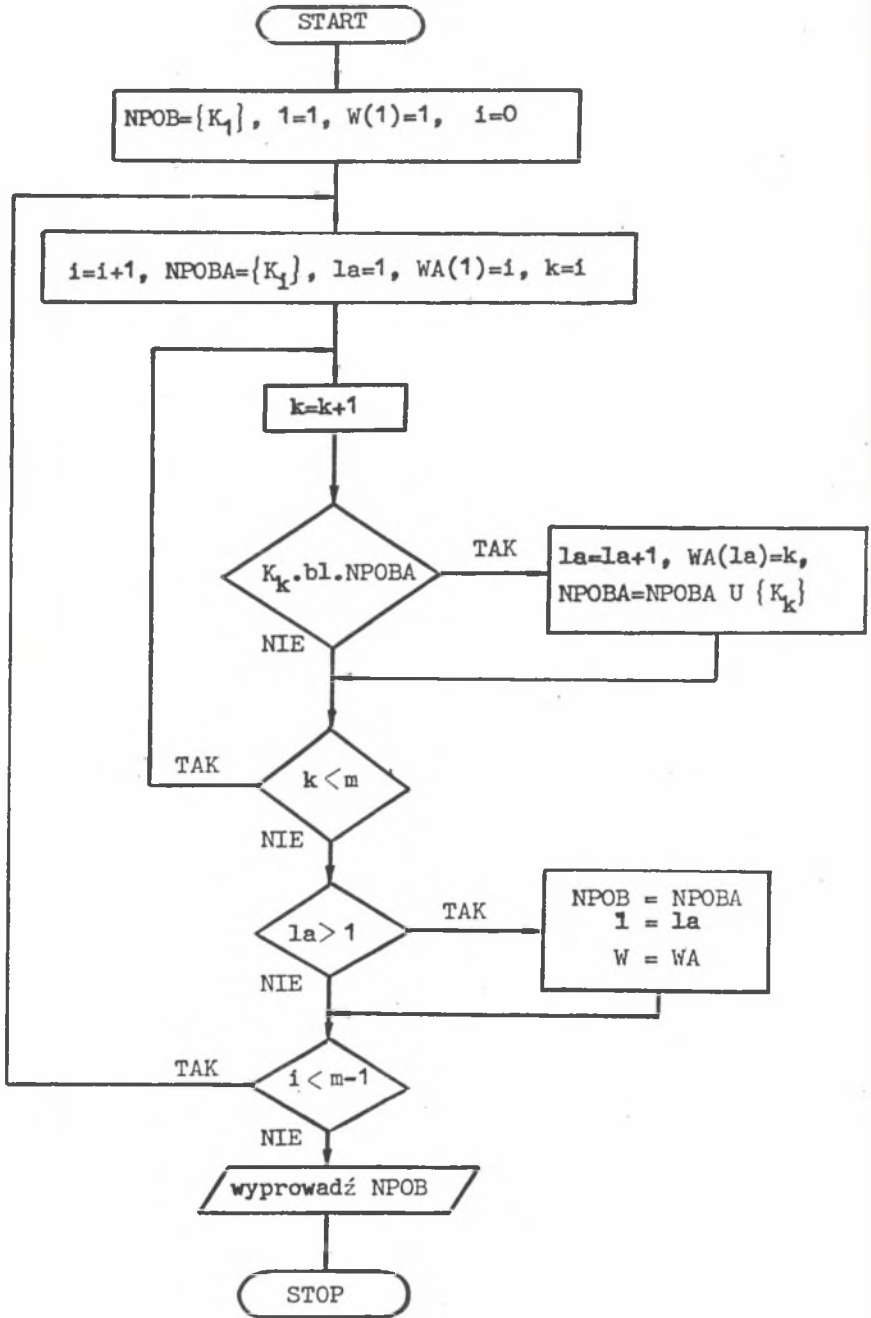 START
NPOB={K₁}, l=1, W(1)=1, i=0
i=i+1, NPOBA={Kᵢ}, la=1, WA(1)=i, k=i
k=k+1
Kₖ.bl.NPOBA
TAK
la=la+1, WA(la)=k,
NPOBA=NPOBA U {Kₖ}
NIE
TAK
k<m
NIE
la>l
TAK
NPOB = NPOBA
l = la
W = WA
NIE
TAK
i<m-1
NIE
wyprowadź NPOB
STOP